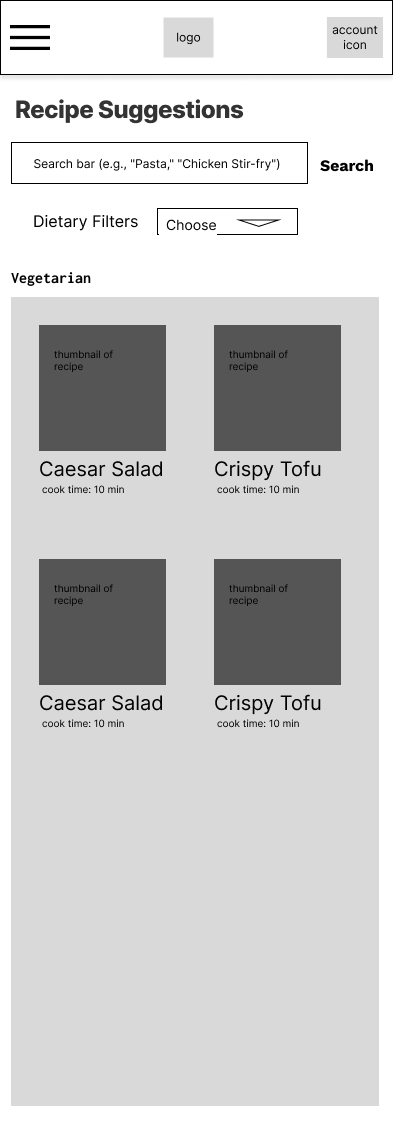 logo
account
icon
Recipe Suggestions
Search bar (e.g., "Pasta," "Chicken Stir-fry")
Search
Dietary Filters
Choose
Vegetarian
thumbnail of
recipe
thumbnail of
recipe
Caesar Salad
Crispy Tofu
cook time: 10 min
cook time: 10 min
thumbnail of
recipe
thumbnail of
recipe
Caesar Salad
Crispy Tofu
cook time: 10 min
cook time: 10 min